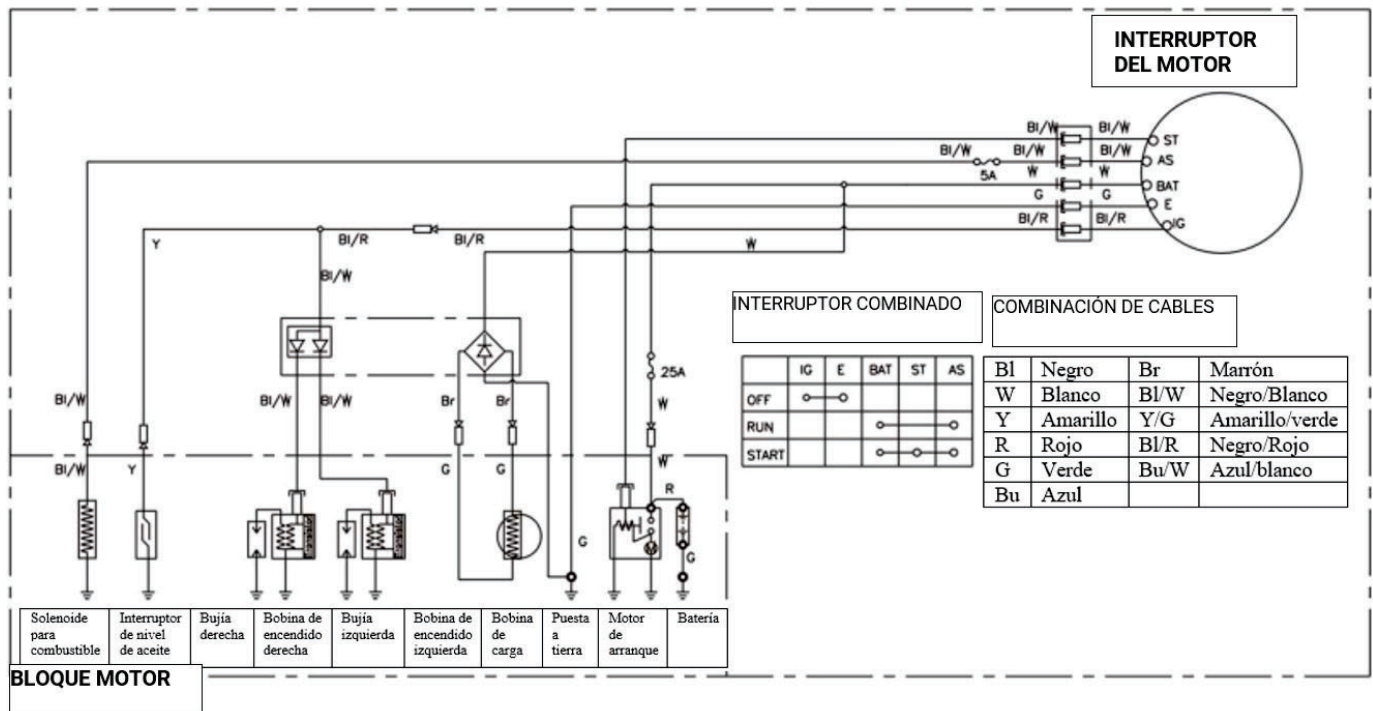 INTERRUPTOR
DEL MOTOR
Bl/W Bl/W
ST
Bl/W Bl/W Bl/W
AS
5A
W W
BAT
G G
E
Bl/R Bl/R
IG
Y
Bl/R Bl/R
W
Bl/W
25A
Bl/W
Bl/W Bl/W
Br Br
W
Bl/W Y
G G
W
R
G
G
INTERRUPTOR COMBINADO
IG E BAT ST AS
OFF
RUN
START
COMBINACIÓN DE CABLES
Bl Negro Br Marrón
W Blanco Bl/W Negro/Blanco
Y Amarillo Y/G Amarillo/verde
R Rojo Bl/R Negro/Rojo
G Verde Bu/W Azul/blanco
Bu Azul
M
Solenoide
para
combustible
Interruptor
de nivel
de aceite
Bujía
derecha
Bobina de
encendido
derecha
Bujía
izquierda
Bobina de
encendido
izquierda
Bobina
de
carga
Puesta
a
tierra
Motor
de
arranque
Batería
BLOQUE MOTOR